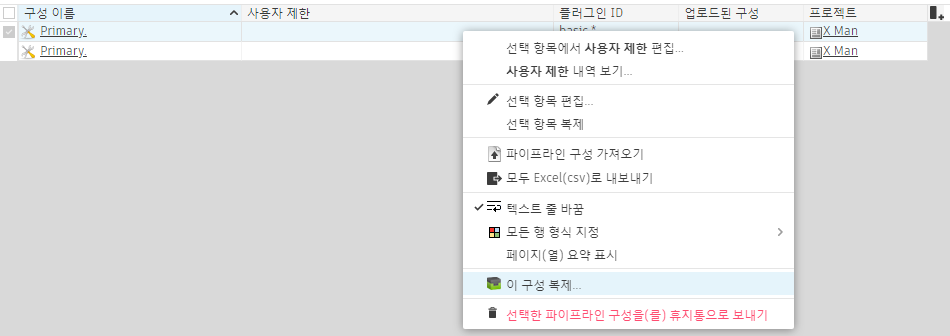 구성 이름 사용자 제한 플러그인 ID 업로드된 구성 프로젝트
Primary. basic.* X Man
Primary. X Man
선택 항목에서 사용자 제한 편집...
사용자 제한 내역 보기...
선택 항목 편집...
선택 항목 복제
파이프라인 구성 가져오기
모두 Excel(csv)로 내보내기
텍스트 줄 바꿈
모든 행 형식 지정
페이지(열) 요약 표시
이 구성 복제...
선택한 파이프라인 구성을(를) 휴지통으로 보내기